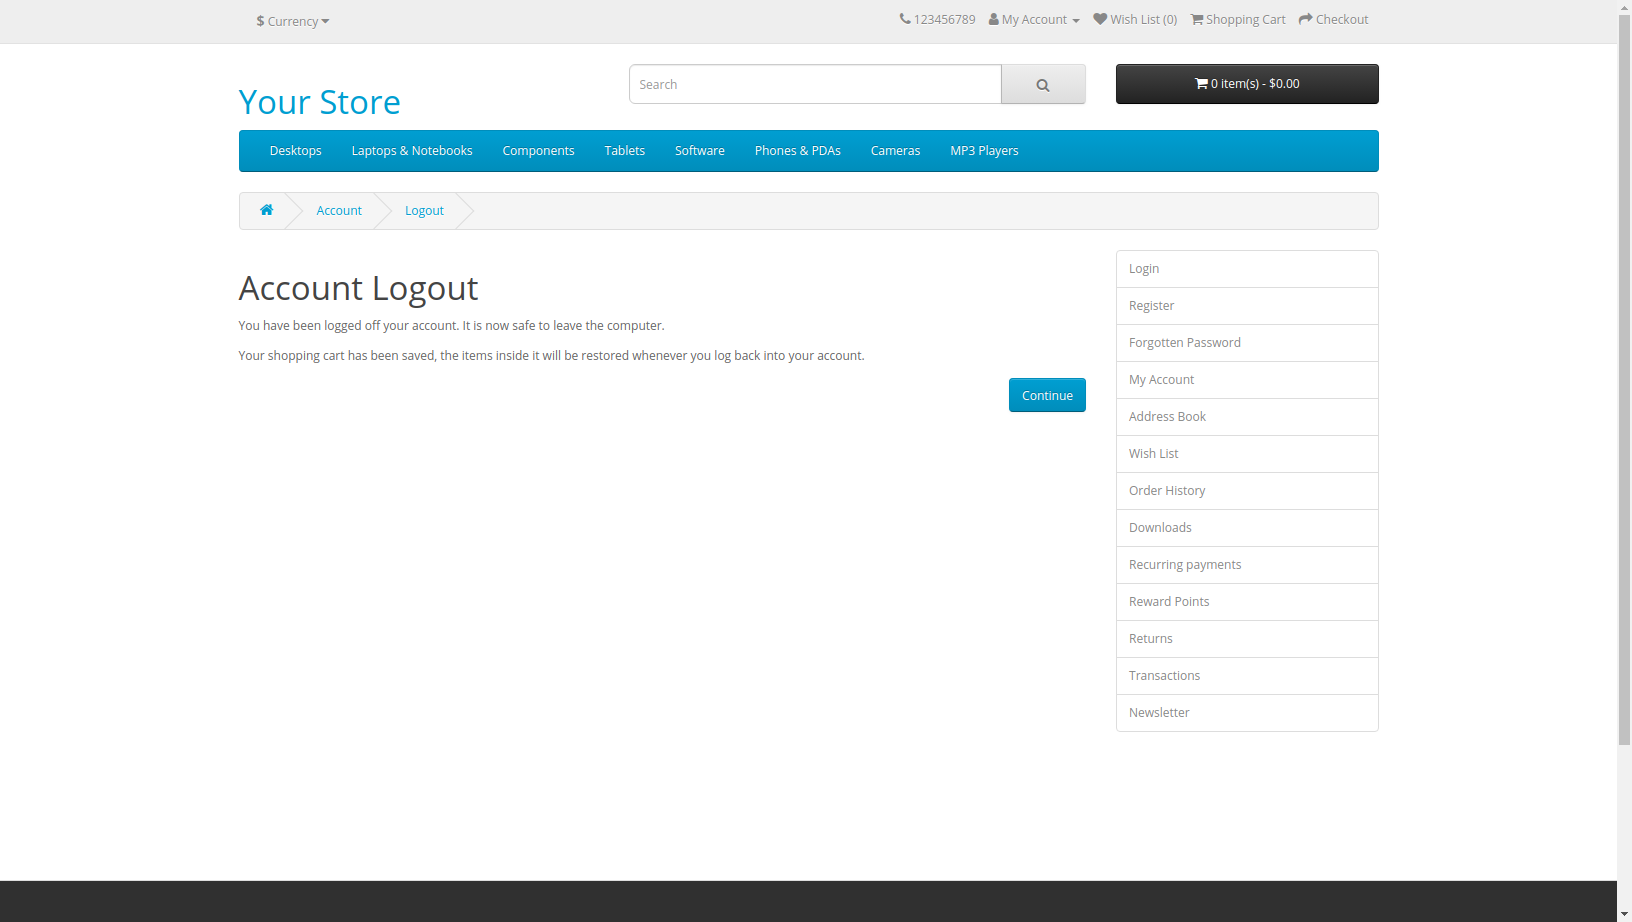 $ Currency
123456789 My Account Wish List (0) Shopping Cart Checkout
Your Store
Search
0 item(s) - $0.00
Desktops Laptops & Notebooks Components Tablets Software Phones & PDAs Cameras MP3 Players
Account Logout
Account Logout
You have been logged off your account. It is now safe to leave the computer.
Your shopping cart has been saved, the items inside it will be restored whenever you log back into your account.
Continue
Login
Register
Forgotten Password
My Account
Address Book
Wish List
Order History
Downloads
Recurring payments
Reward Points
Returns
Transactions
Newsletter